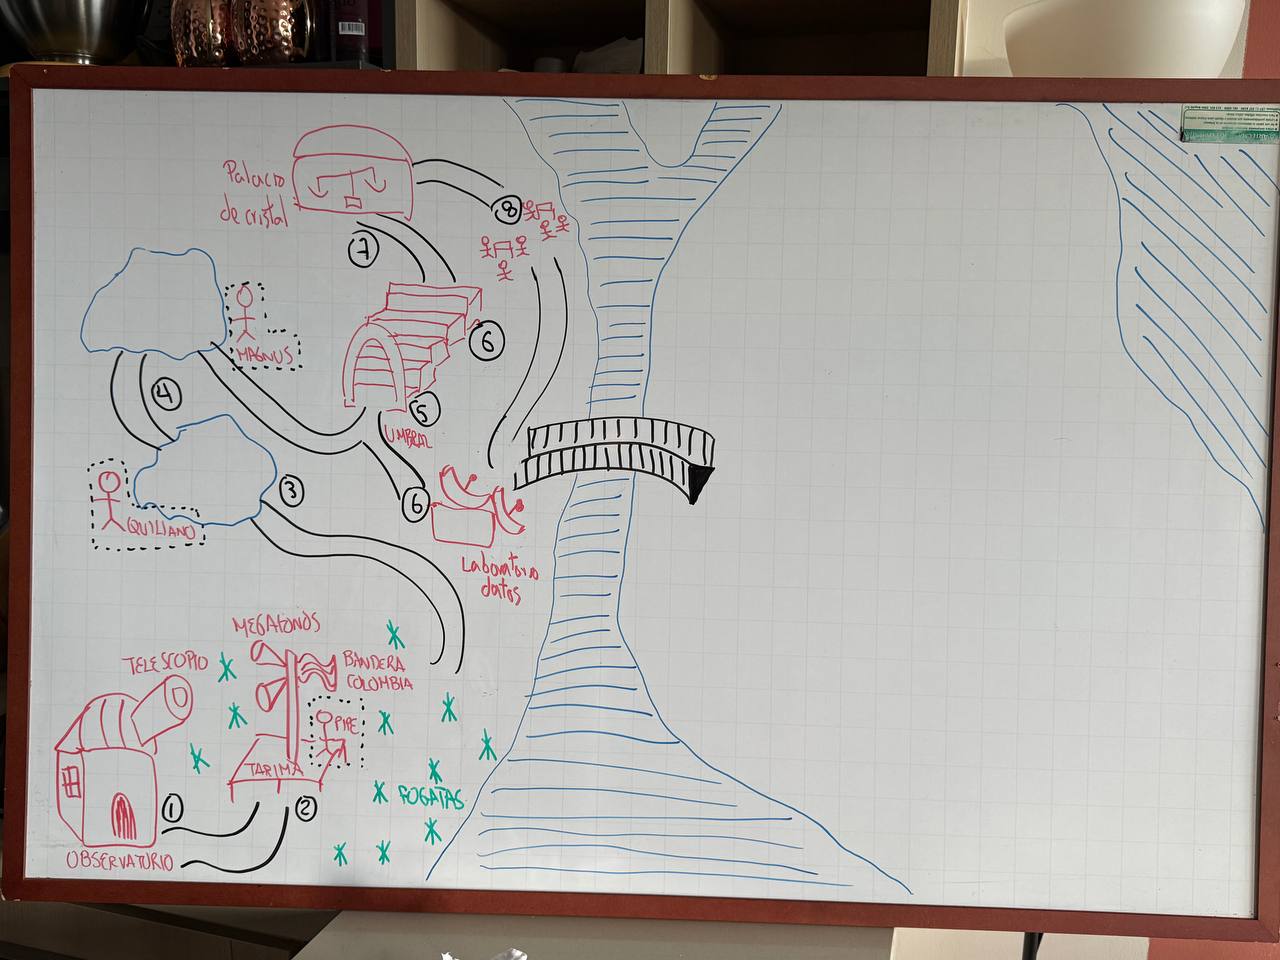 Palacio
de cristal
8
7
MAGNUS
6
4
5
UMBRAL
3
6
QUILIANO
Laboratorio
datos
MEGAFONOS
TELESCOPIO
BANDERA
COLOMBIA
PIPE
TARIMA
FOGATAS
1
2
OBSERVATORIO